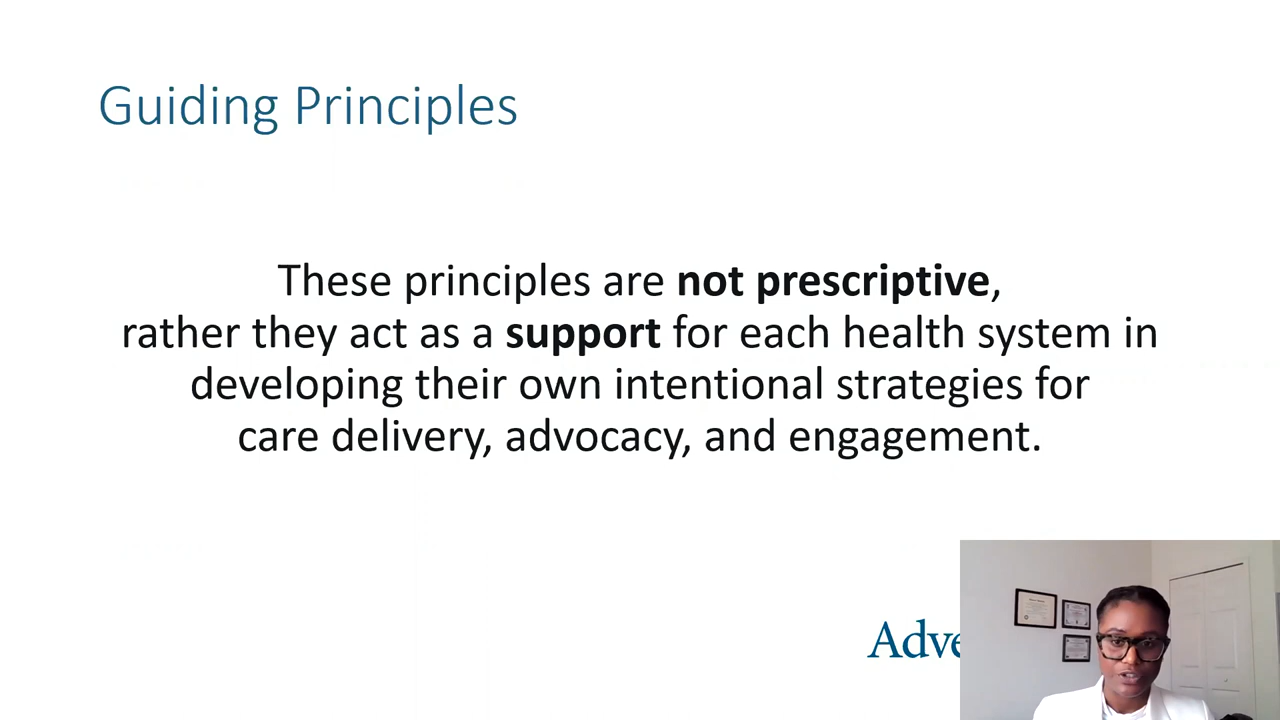 Guiding Principles
These principles are not prescriptive,
rather they act as a support for each health system in
developing their own intentional strategies for
care delivery, advocacy, and engagement.
Adve